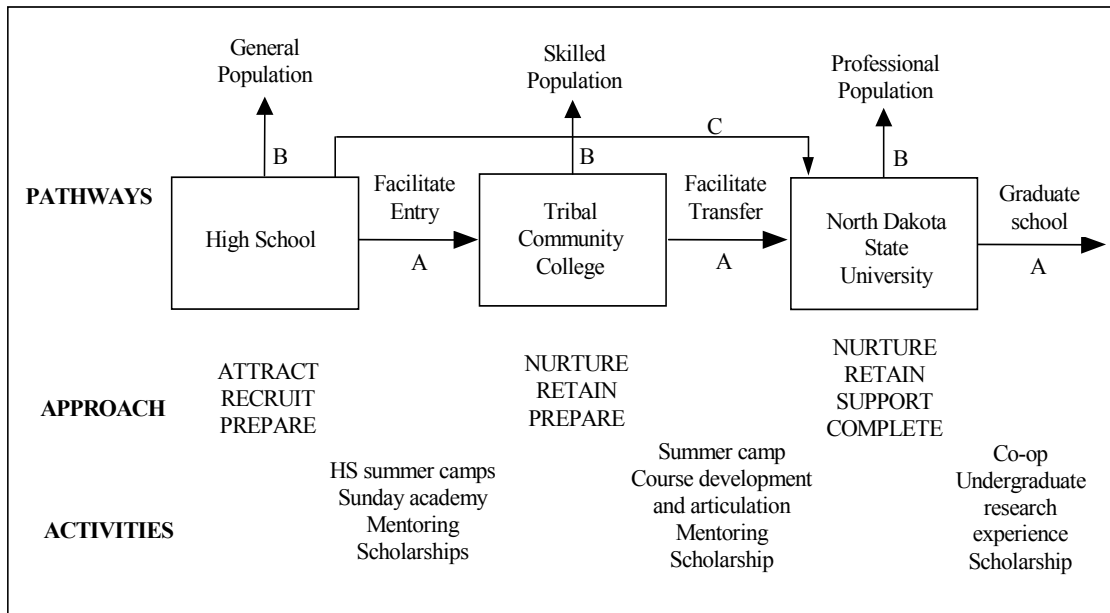 General
Population
Skilled
Population
Professional
Population
C
B
B
B
PATHWAYS
High School
Facilitate
Entry
A
Tribal
Community
College
Facilitate
Transfer
A
North Dakota
State
University
Graduate
school
A
APPROACH
ATTRACT
RECRUIT
PREPARE
NURTURE
RETAIN
PREPARE
NURTURE
RETAIN
SUPPORT
COMPLETE
ACTIVITIES
HS summer camps
Sunday academy
Mentoring
Scholarships
Summer camp
Course development
and articulation
Mentoring
Scholarship
Co-op
Undergraduate
research
experience
Scholarship